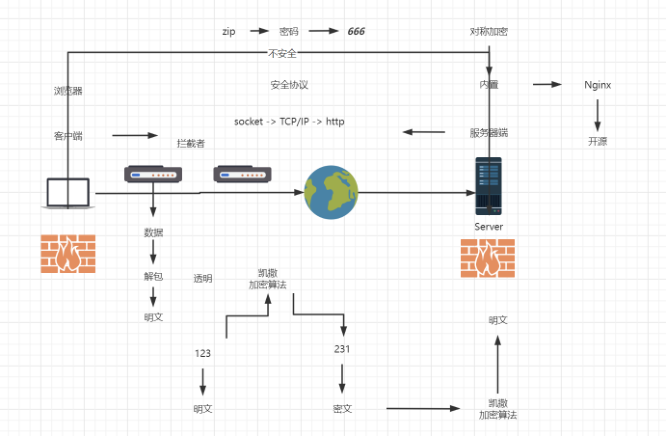 zip
密码
666
对称加密
不安全
浏览器
安全协议
内置
Nginx
socket -> TCP/IP -> http
客户端
服务器端
开源
拦截者
Server
数据
解包
透明
凯撒
加密算法
明文
明文
123
231
明文
密文
凯撒
加密算法